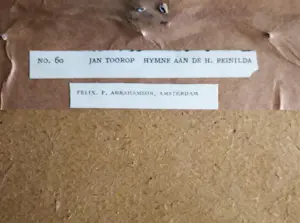 NO. 60 JAN TOOROP HYMNE AAN DE H. REINILDA
FELIX. F. ABRAHAMSON, AMSTERDAM